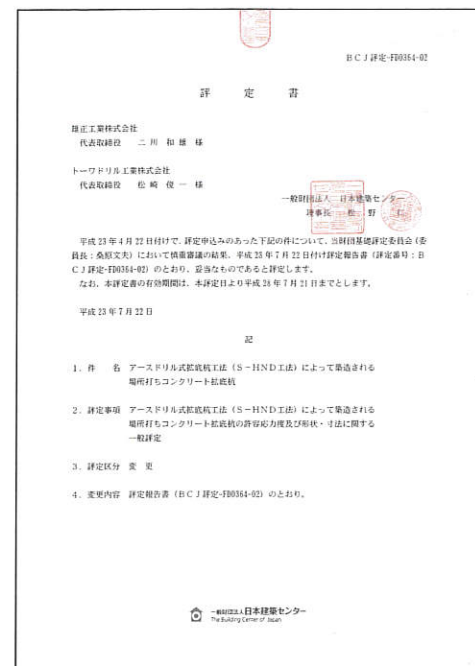 BCJ評定-FD0364-02
評定書
雄正工業株式会社
代表取締役 二川 和雄 様
トーワドリル工業株式会社
代表取締役 松崎 俊一 様
一般財団法人 日本建築センター
理事長 松野 仁
平成23年4月22日付けで、評定申込みのあった下記の件について、当財団基礎評定委員会(委
員長:桑原文夫)において慎重審議の結果、平成23年7月22日付け評定報告書(評定番号:B
CJ評定-FD0364-02)のとおり、妥当なものであると評定します。
なお、本評定書の有効期間は、本評定日より平成28年7月21日までとします。
平成23年7月22日
記
1.件 名 アースドリル式拡底杭工法(S-HND工法)によって築造される
場所打ちコンクリート拡底杭
2.評定事項 アースドリル式拡底杭工法(S-HND工法)によって築造される
場所打ちコンクリート拡底杭の許容応力度及び形状・寸法に関する
一般評定
3.評定区分 変更
4.変更内容 評定報告書(BCJ評定-FD0364-02)のとおり。
一般財団法人日本建築センター
The Building Center of Japan